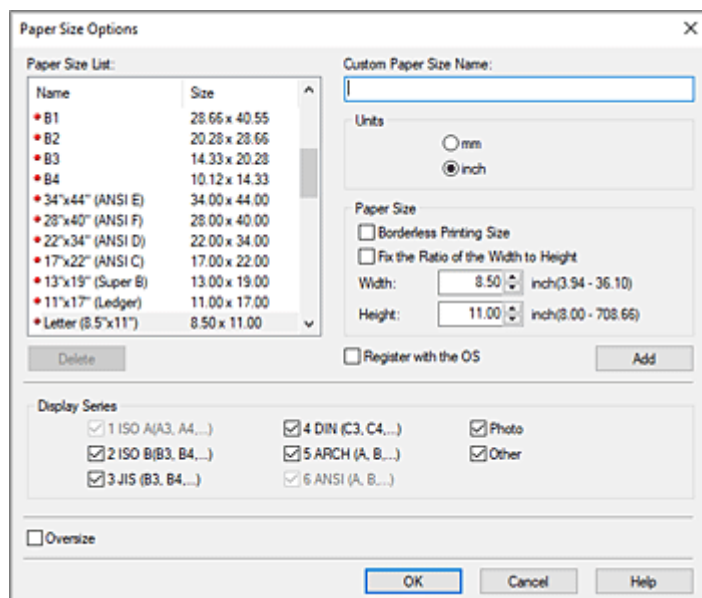 Paper Size Options
Paper Size List:
Name Size
B1 28.66 x 40.55
B2 20.28 x 28.66
B3 14.33 x 20.28
B4 10.12 x 14.33
34"x44" (ANSI E) 34.00 x 44.00
28"x40" (ANSI F) 28.00 x 40.00
22"x34" (ANSI D) 22.00 x 34.00
17"x22" (ANSI C) 17.00 x 22.00
13"x19" (Super B) 13.00 x 19.00
11"x17" (Ledger) 11.00 x 17.00
Letter (8.5"x11") 8.50 x 11.00
Delete
Custom Paper Size Name:
Units
mm
inch
Paper Size
Borderless Printing Size
Fix the Ratio of the Width to Height
Width: 8.50 inch(3.94 - 36.10)
Height: 11.00 inch(8.00 - 708.66)
Register with the OS
Add
Display Series
1 ISO A(A3, A4,...) 4 DIN (C3, C4,...) Photo
2 ISO B(B3, B4,...) 5 ARCH (A, B,...) Other
3 JIS (B3, B4,...) 6 ANSI (A, B,...)
Oversize
OK Cancel Help